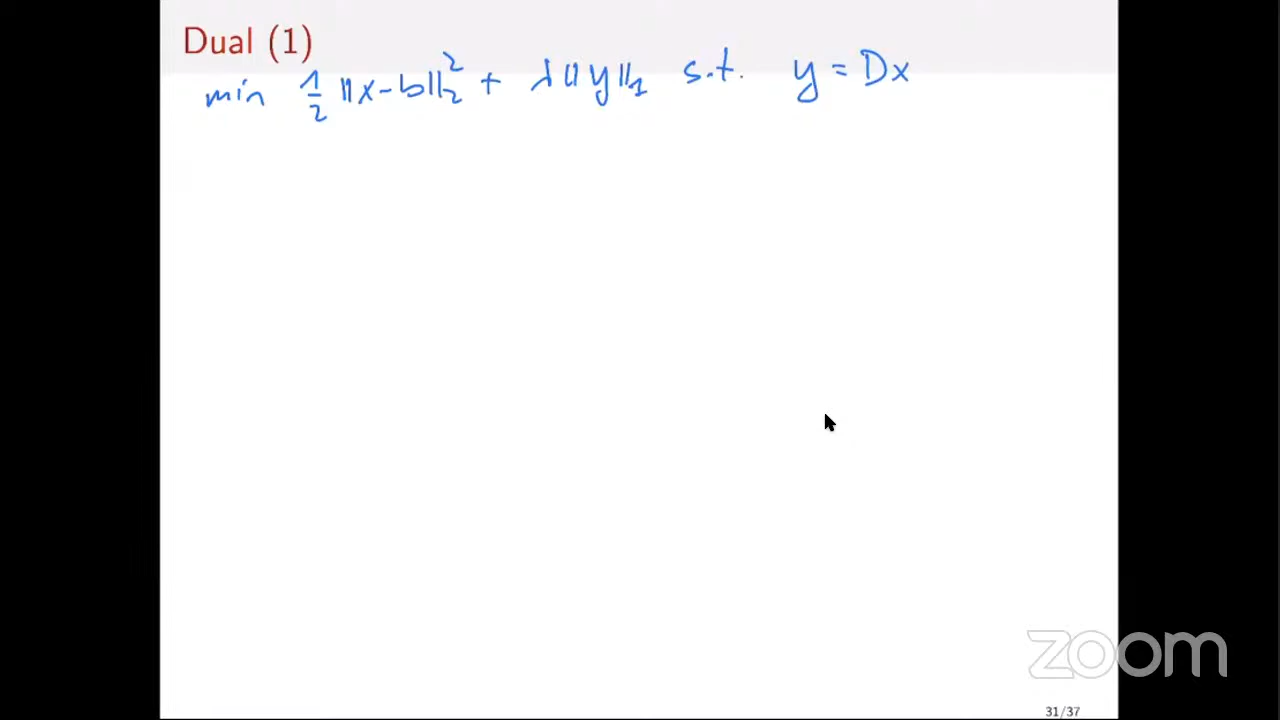 Dual (1)
min 1/2 ||x-b||₂² + λ||y||₁ s.t. y = Dx
zoom
31/37